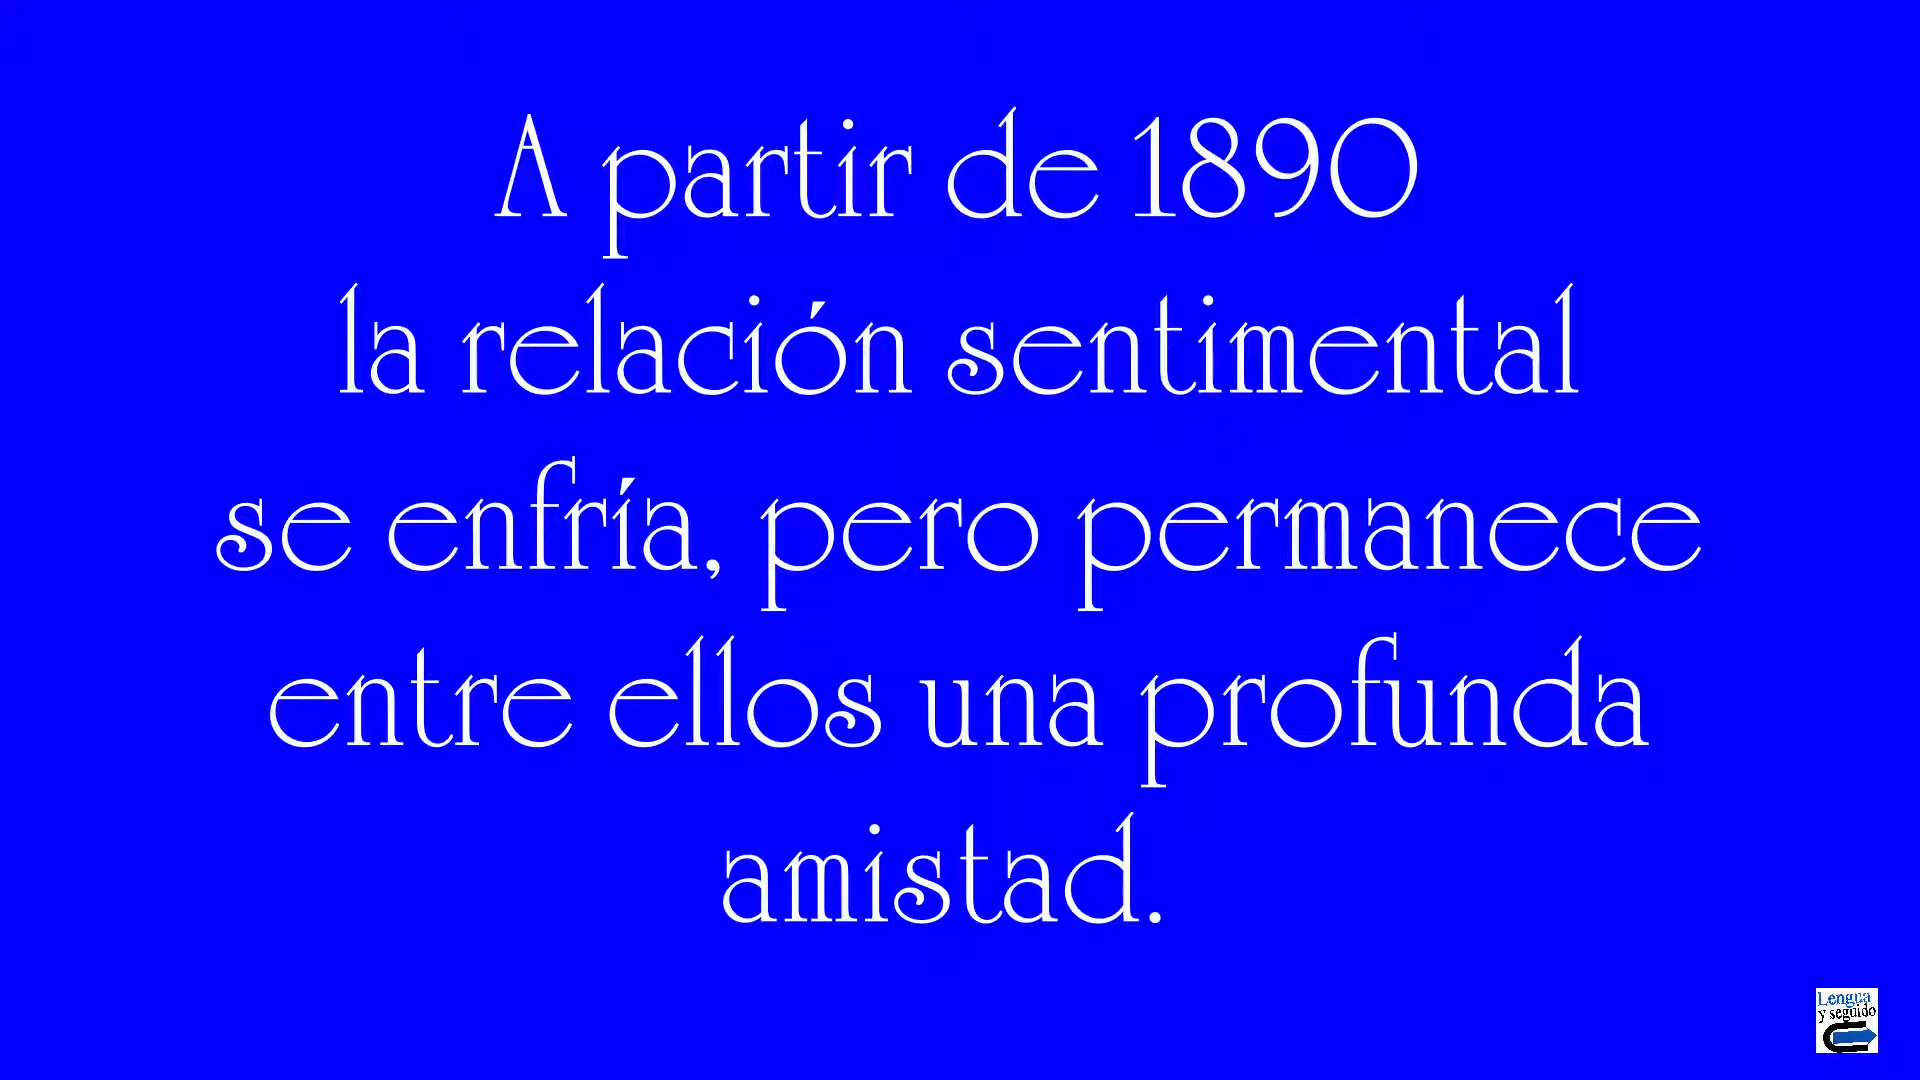 A partir de 1890
la relación sentimental
se enfría, pero permanece
entre ellos una profunda
amistad.
Lengua
y seguido